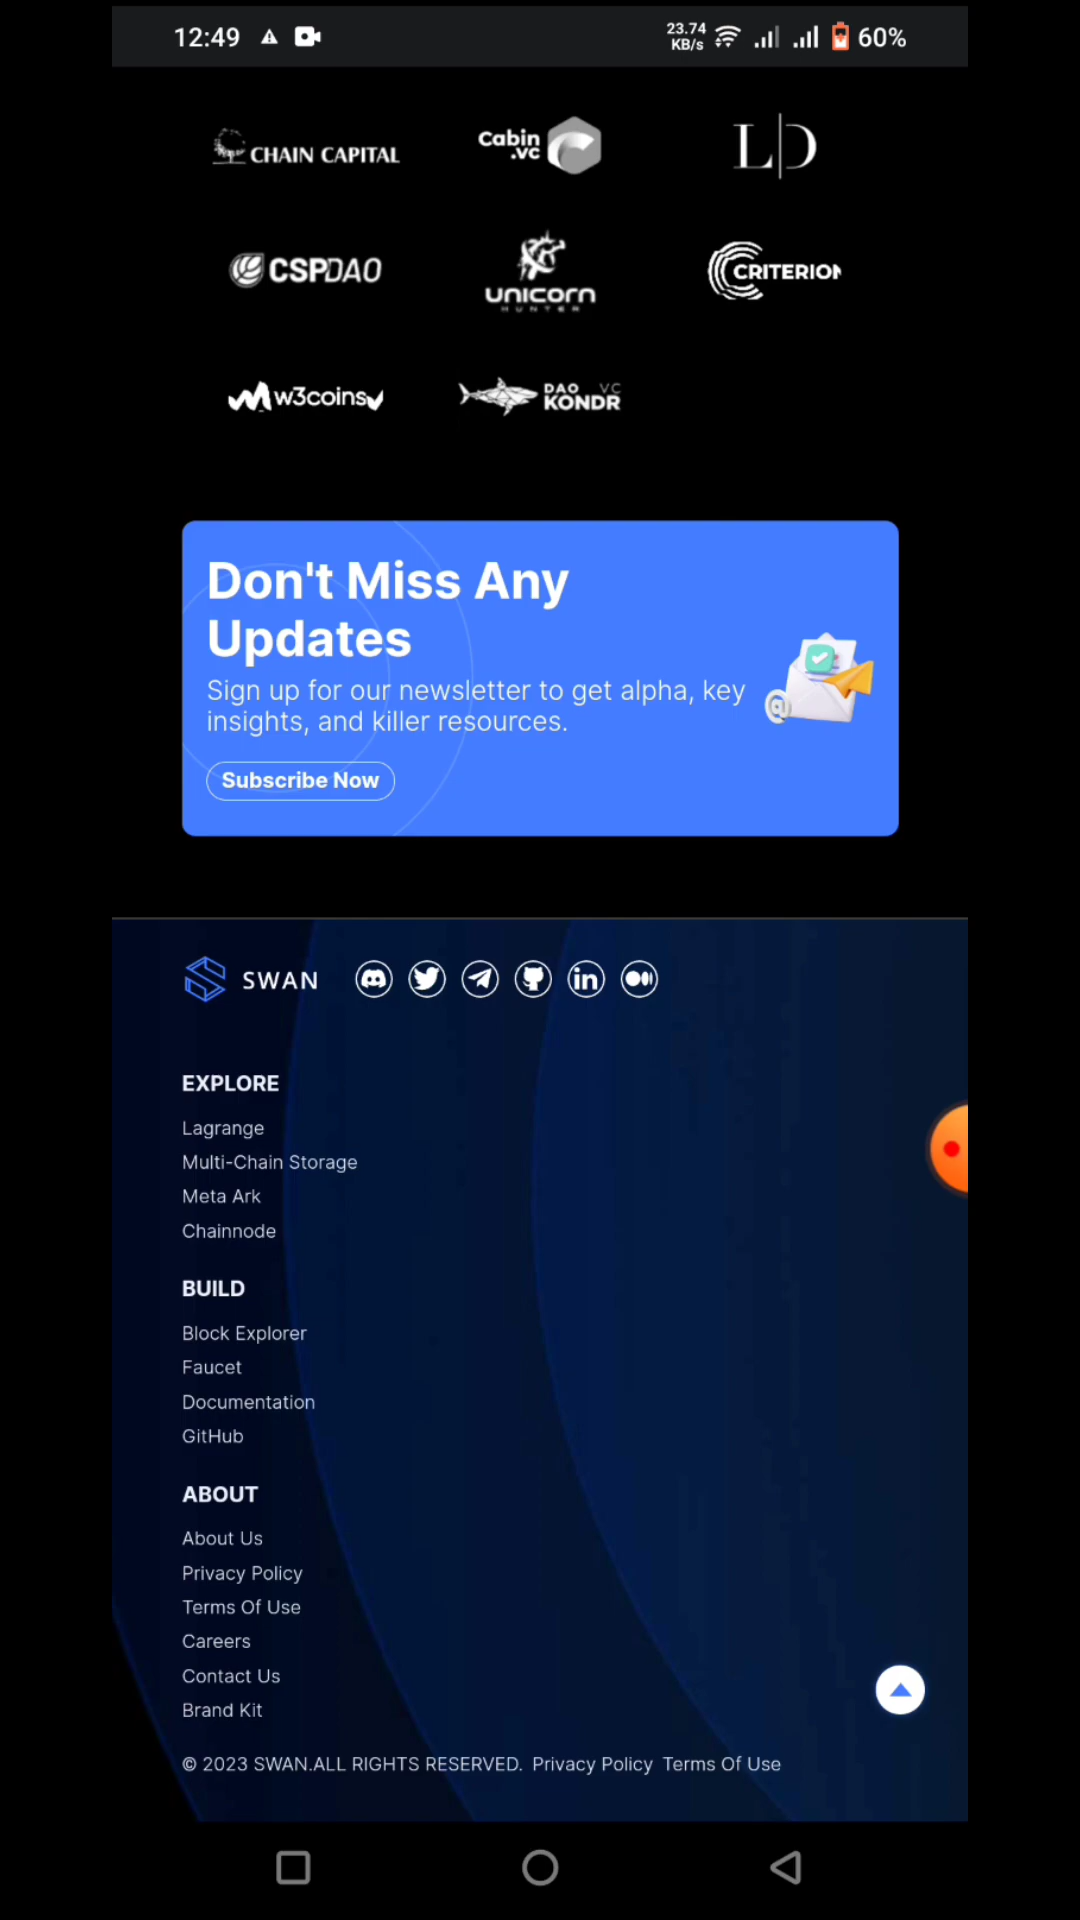 12:49
23.74
KB/s
60%
CHAIN CAPITAL
Cabin
.vc
L|D
CSPDAO
unicorn
HUNTER
CRITERION
w3coins
DAO VC
KONDR
Don't Miss Any
Updates
Sign up for our newsletter to get alpha, key
insights, and killer resources.
Subscribe Now
SWAN
EXPLORE
Lagrange
Multi-Chain Storage
Meta Ark
Chainnode
BUILD
Block Explorer
Faucet
Documentation
GitHub
ABOUT
About Us
Privacy Policy
Terms Of Use
Careers
Contact Us
Brand Kit
© 2023 SWAN.ALL RIGHTS RESERVED. Privacy Policy Terms Of Use